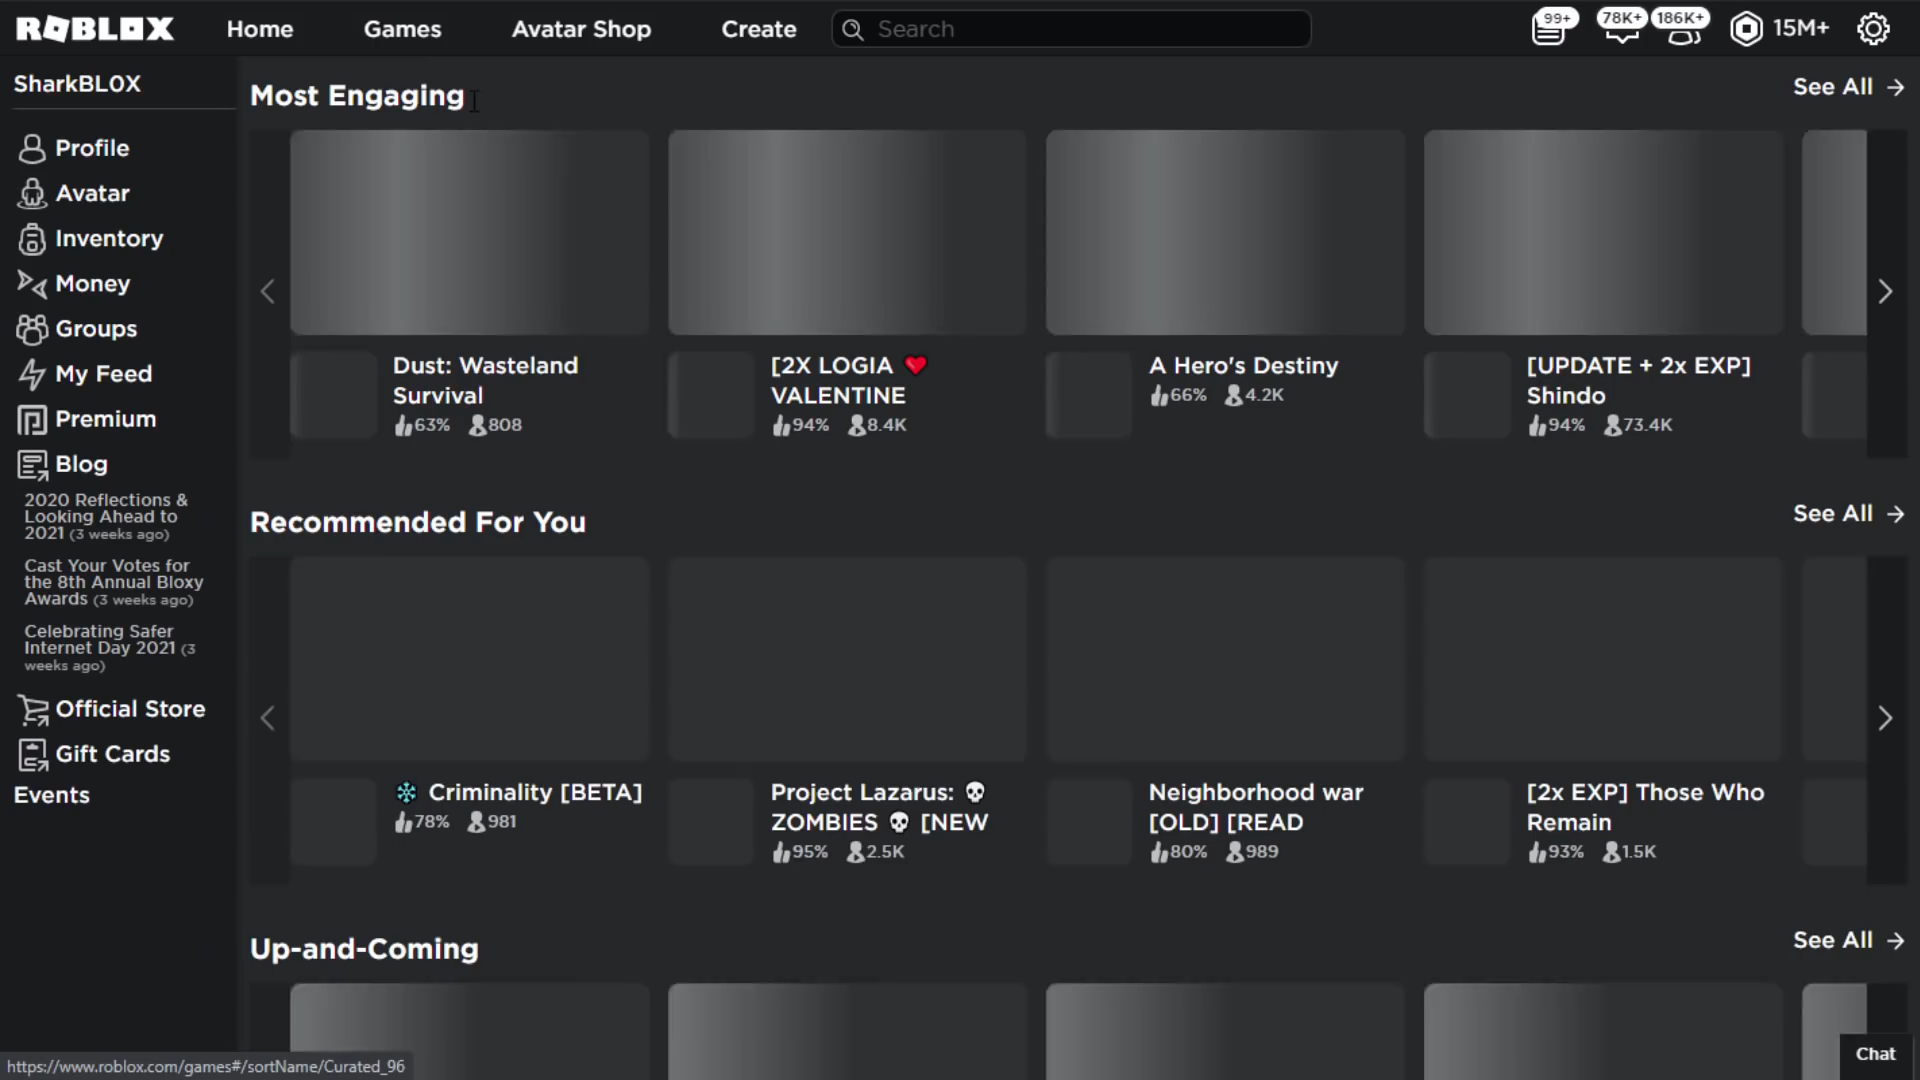 ROBLOX Home Games Avatar Shop Create Search 99+ 78K+ 186K+ 15M+
SharkBL0X
Profile
Avatar
Inventory
Money
Groups
My Feed
Premium
Blog
2020 Reflections &
Looking Ahead to
2021 (3 weeks ago)
Cast Your Votes for
the 8th Annual Bloxy
Awards (3 weeks ago)
Celebrating Safer
Internet Day 2021 (3
weeks ago)
Official Store
Gift Cards
Events
Most Engaging See All
Dust: Wasteland
Survival
63% 808
[2X LOGIA ❤️
VALENTINE
94% 8.4K
A Hero's Destiny
66% 4.2K
[UPDATE + 2x EXP]
Shindo
94% 73.4K
Recommended For You See All
❄️ Criminality [BETA]
78% 981
Project Lazarus: 💀
ZOMBIES 💀 [NEW
95% 2.5K
Neighborhood war
[OLD] [READ
80% 989
[2x EXP] Those Who
Remain
93% 1.5K
Up-and-Coming See All
Chat
https://www.roblox.com/games#/sortName/Curated_96